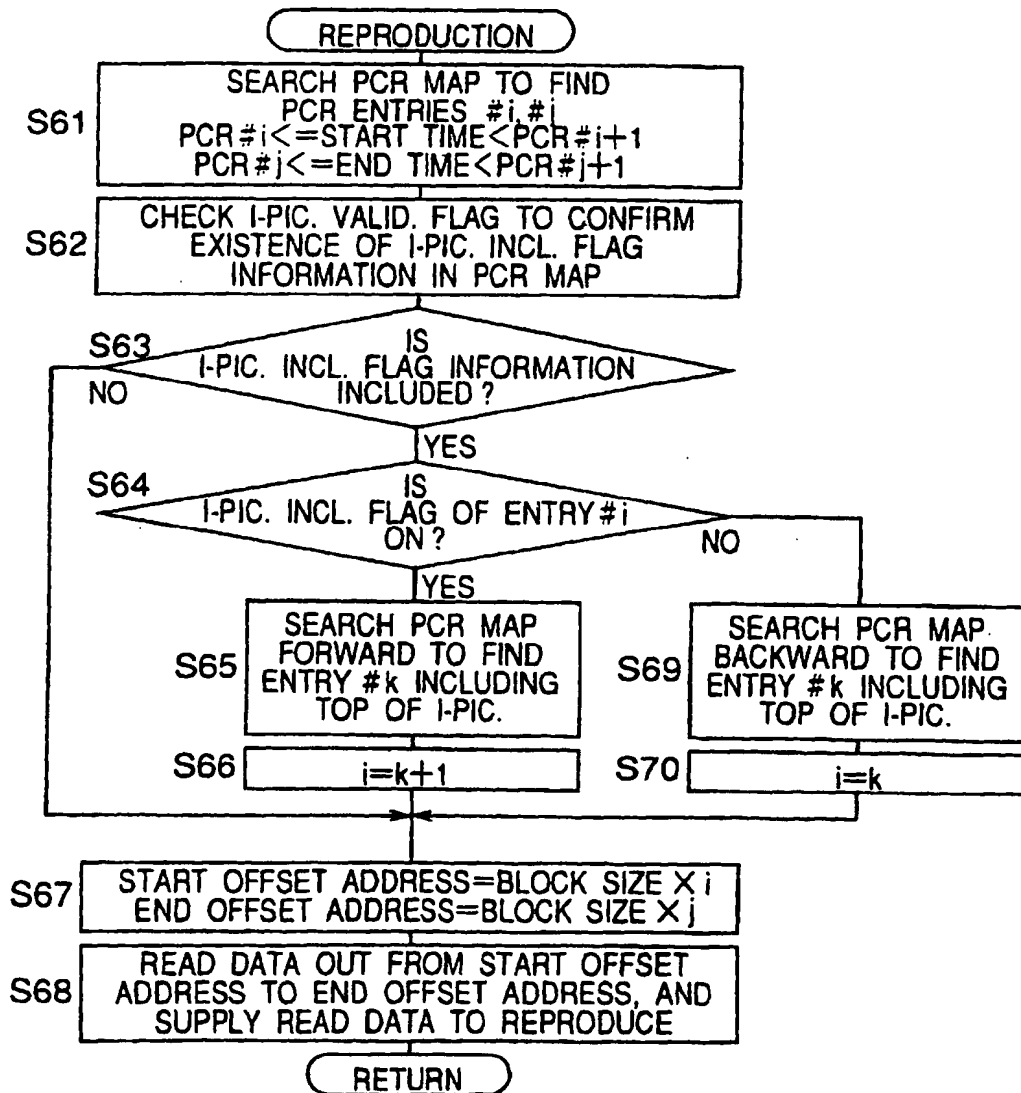 REPRODUCTION
S61
SEARCH PCR MAP TO FIND
PCR ENTRIES #i,#j
PCR#i<=START TIME<PCR#i+1
PCR#j<=END TIME<PCR#j+1
S62
CHECK I-PIC. VALID. FLAG TO CONFIRM
EXISTENCE OF I-PIC. INCL. FLAG
INFORMATION IN PCR MAP
S63
IS
I-PIC. INCL. FLAG INFORMATION
INCLUDED?
NO
YES
S64
IS
I-PIC. INCL. FLAG OF ENTRY#i
ON?
NO
YES
S65
SEARCH PCR MAP
FORWARD TO FIND
ENTRY #k INCLUDING
TOP OF I-PIC.
S69
SEARCH PCR MAP
BACKWARD TO FIND
ENTRY #k INCLUDING
TOP OF I-PIC.
S66
i=k+1
S70
i=k
S67
START OFFSET ADDRESS=BLOCK SIZE X i
END OFFSET ADDRESS=BLOCK SIZE X j
S68
READ DATA OUT FROM START OFFSET
ADDRESS TO END OFFSET ADDRESS, AND
SUPPLY READ DATA TO REPRODUCE
RETURN